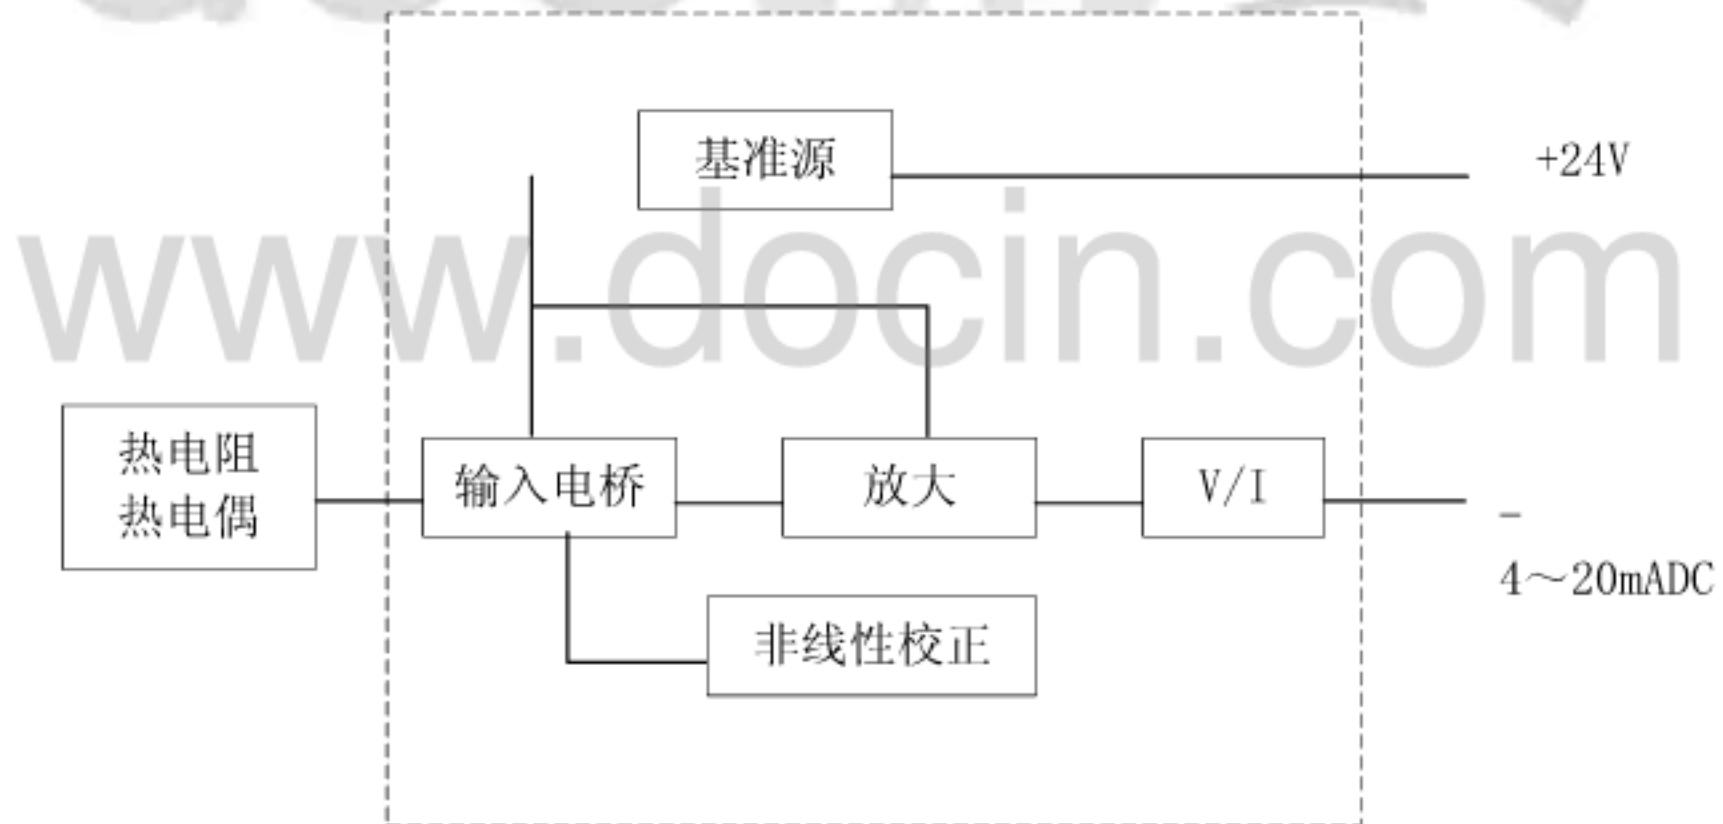 基准源
+24V
www.docin.com
热电阻
热电偶
输入电桥
放大
V/I
-
4～20mADC
非线性校正